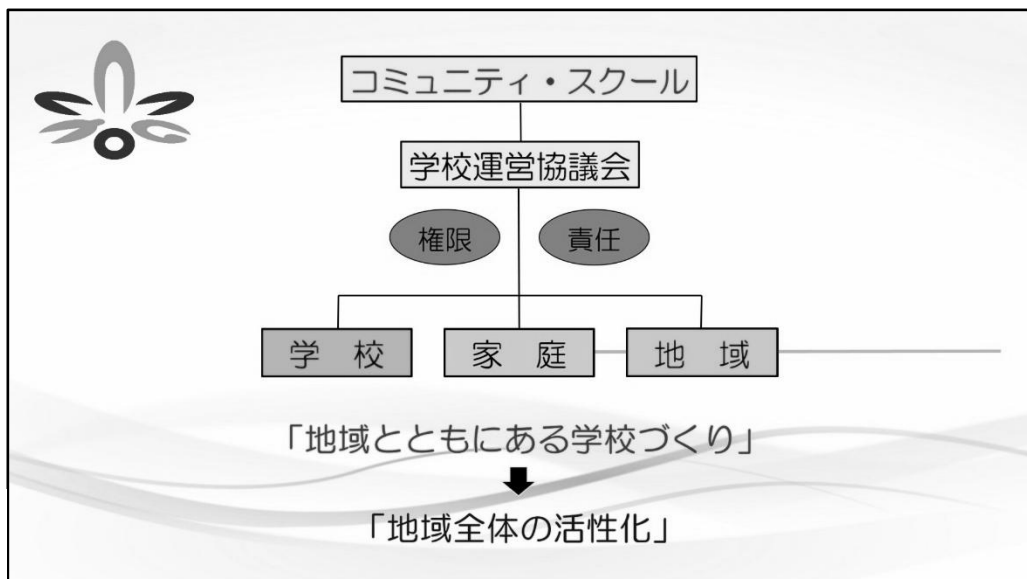 コミュニティ・スクール
学校運営協議会
権限 責任
学 校 家 庭 地 域
「地域とともにある学校づくり」
「地域全体の活性化」